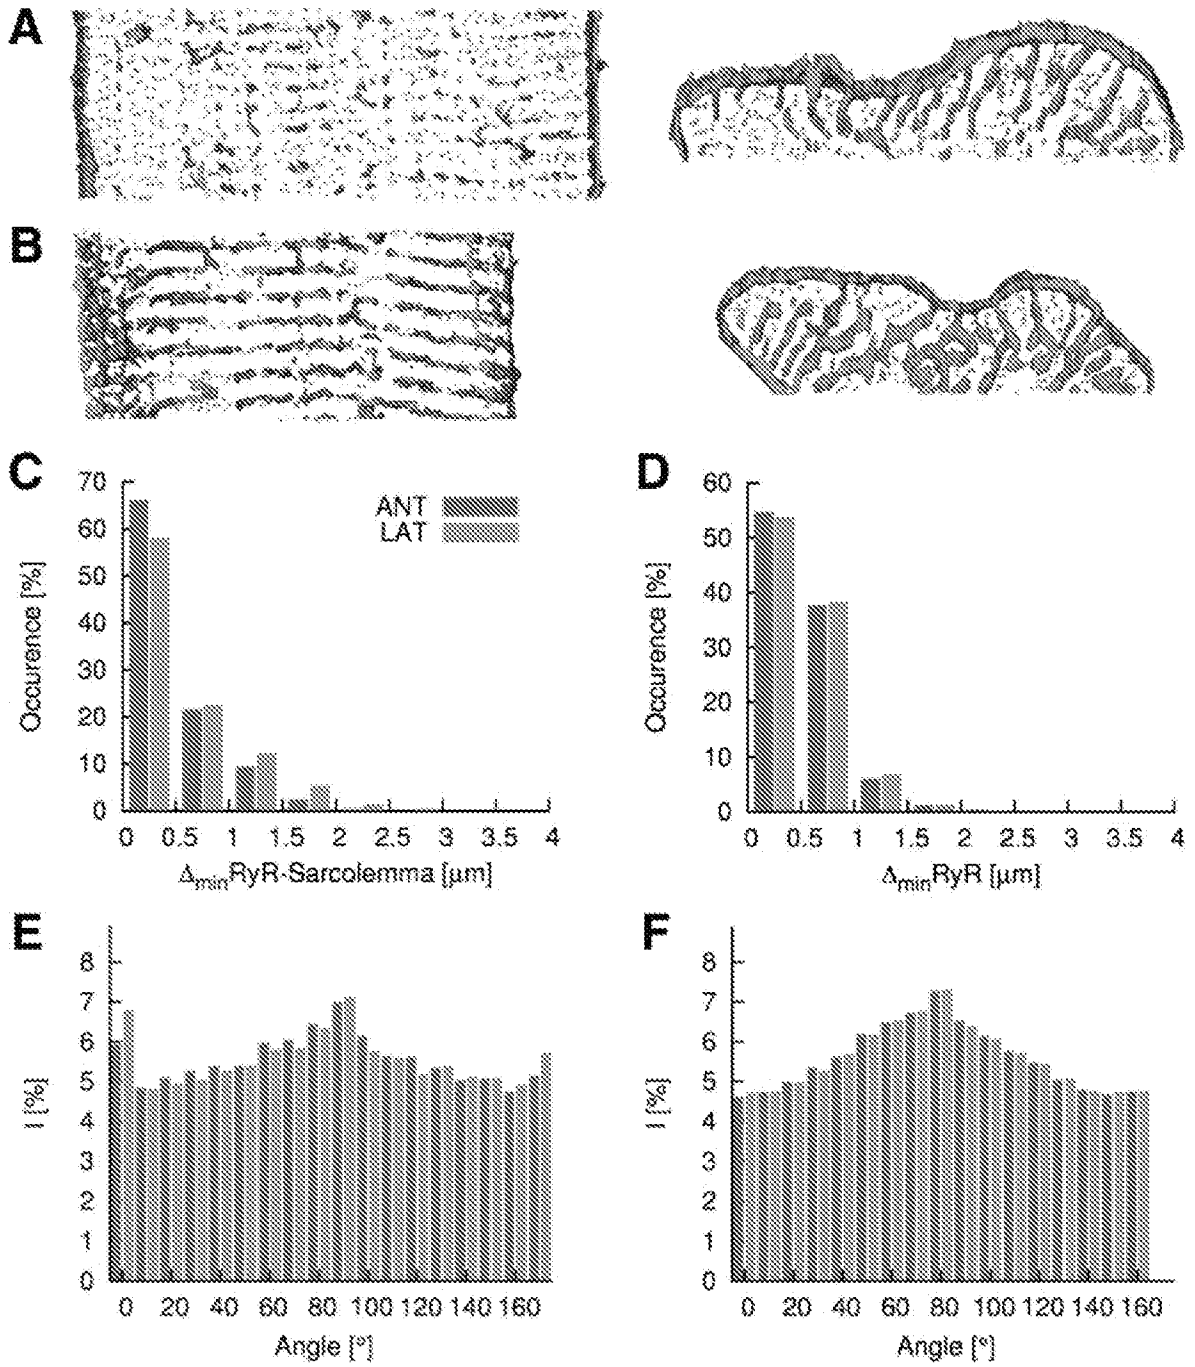 A
B
C
70
60
50
40
30
20
10
0
Occurence [%]
ANT
LAT
0 0.5 1 1.5 2 2.5 3 3.5 4
ΔminRyR-Sarcolemma [µm]
D
60
50
40
30
20
10
0
Occurence [%]
0 0.5 1 1.5 2 2.5 3 3.5 4
ΔminRyR [µm]
E
8
7
6
5
4
3
2
1
0
I [%]
0 20 40 60 80 100 120 140 160
Angle [°]
F
8
7
6
5
4
3
2
1
0
I [%]
0 20 40 60 80 100 120 140 160
Angle [°]